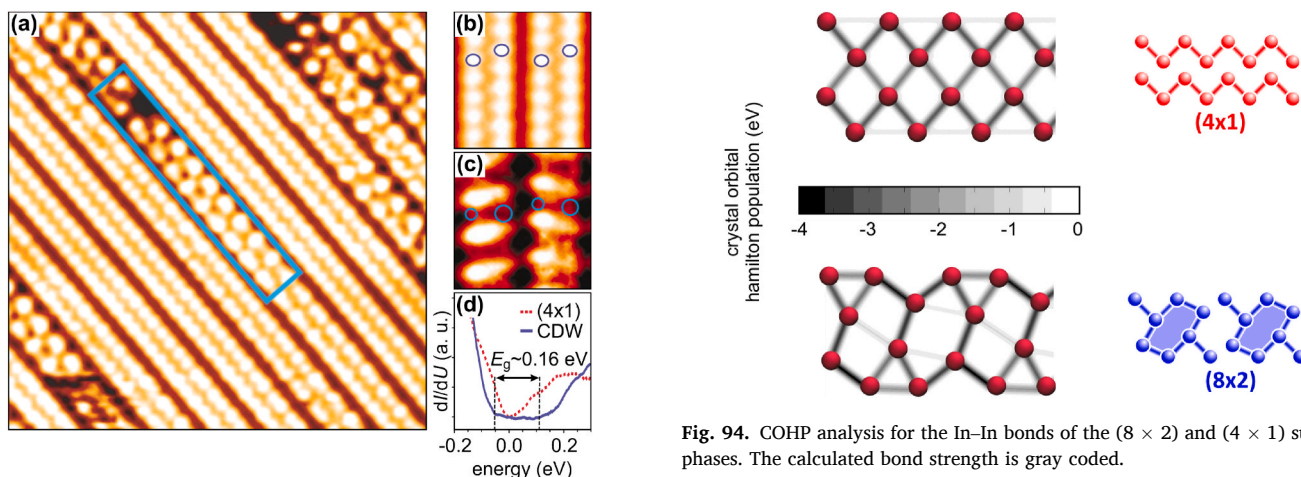 (a)
(b)
(c)
(d)
(4x1)
CDW
Eg~0.16 eV
dI/dU (a. u.)
-0.2 0.0 0.2
energy (eV)
crystal orbital
hamilton population (eV)
-4 -3 -2 -1 0
(4x1)
(8x2)
Fig. 94. COHP analysis for the In–In bonds of the (8 × 2) and (4 × 1) su
phases. The calculated bond strength is gray coded.